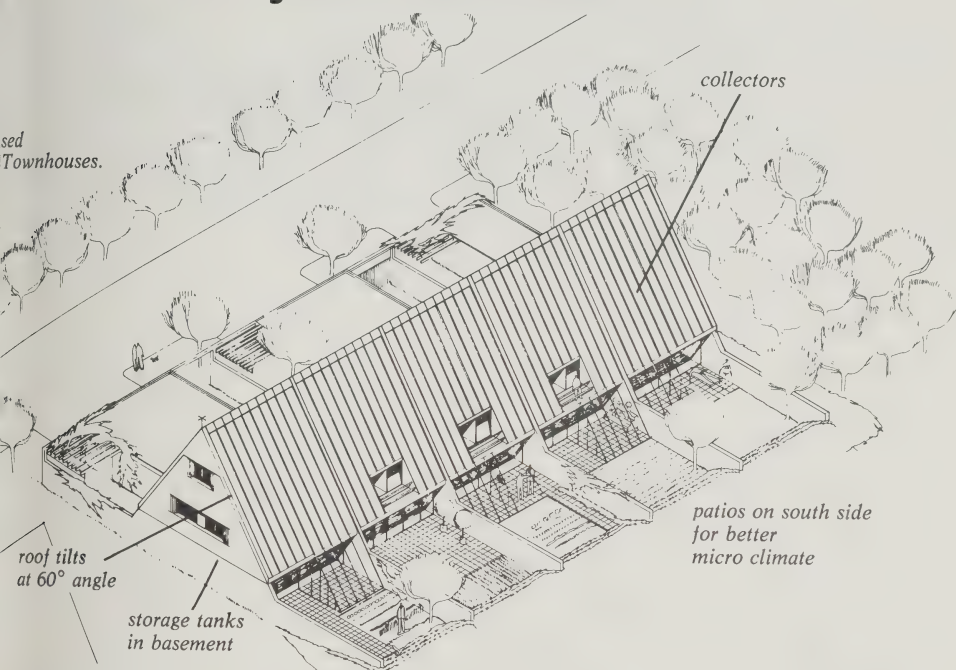 collectors
sed
Townhouses.
patios on south side
for better
micro climate
roof tilts
at 60° angle
storage tanks
in basement